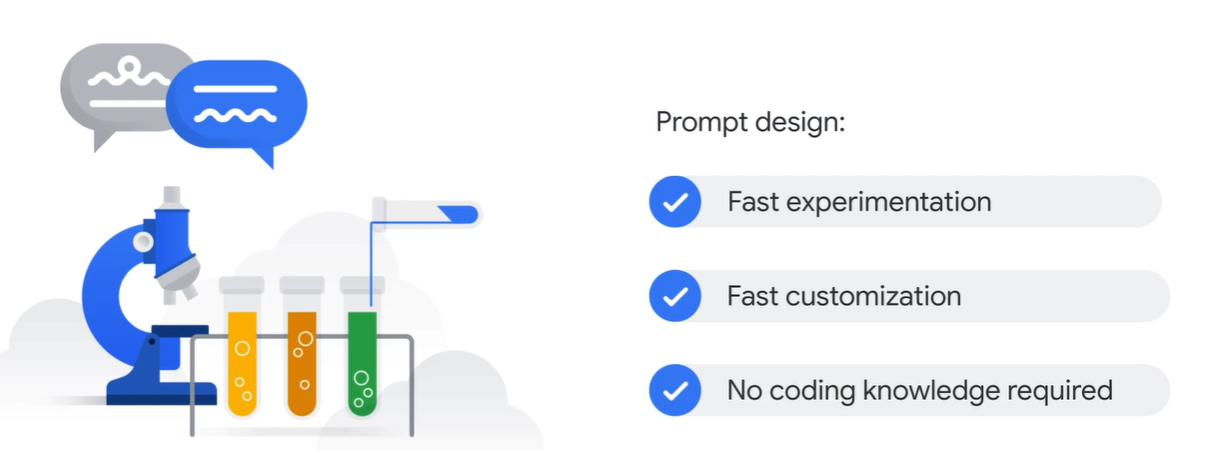 Prompt design:
Fast experimentation
Fast customization
No coding knowledge required